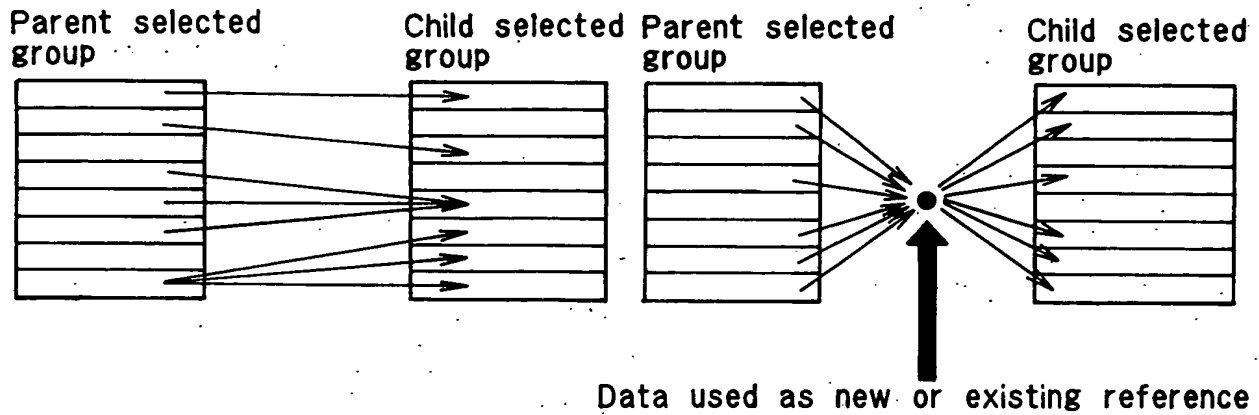 Parent selected
group
Child selected
group
Parent selected
group
Child selected
group
Data used as new or existing reference